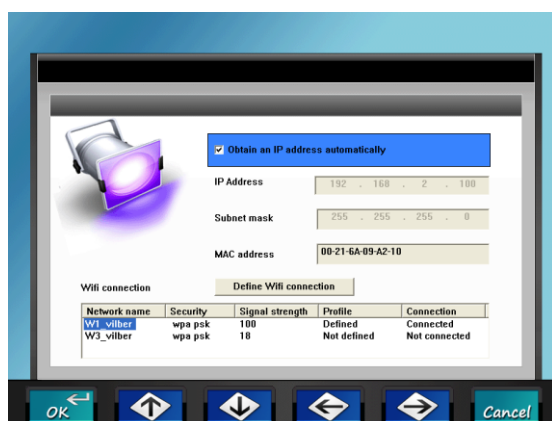 Obtain an IP address automatically
IP Address 192 . 168 . 2 . 100
Subnet mask 255 . 255 . 255 . 0
MAC address 00-21-6A-09-A2-10
Wifi connection Define Wifi connection
Network name Security Signal strength Profile Connection
W1_vilber wpa psk 100 Defined Connected
W3_vilber wpa psk 18 Not defined Not connected
OK Cancel